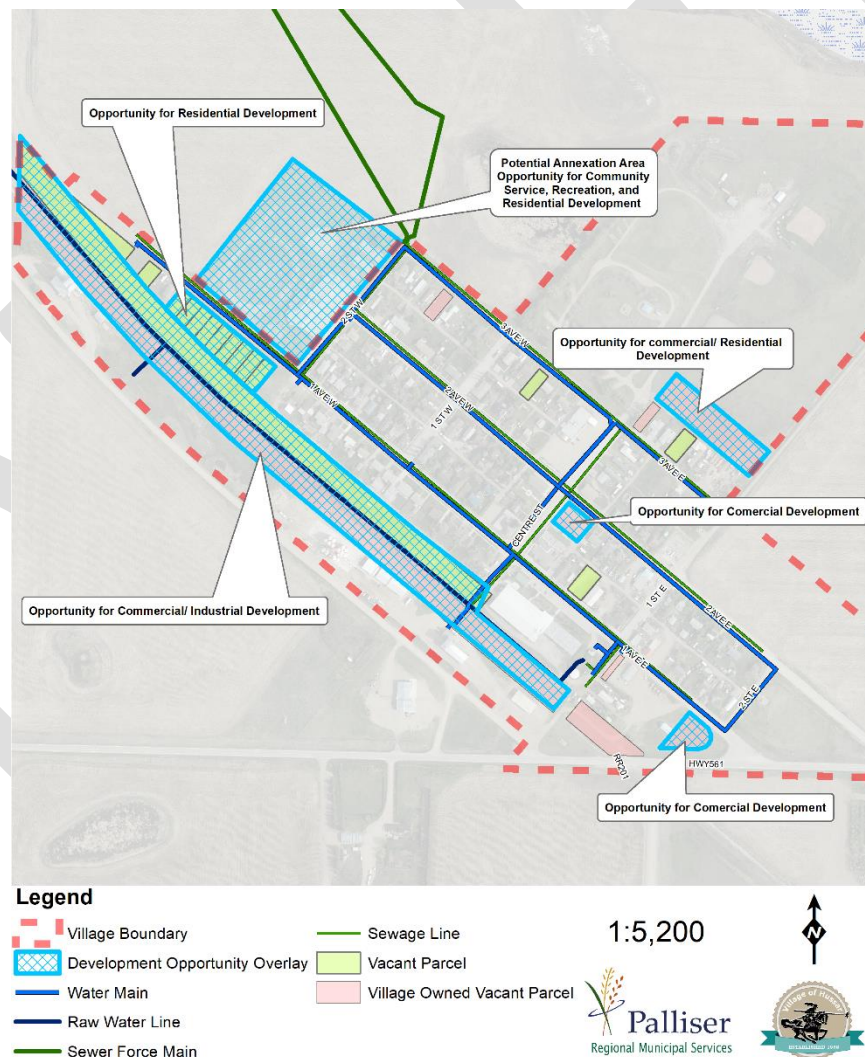 Opportunity for Residential Development
Potential Annexation Area
Opportunity for Community
Service, Recreation, and
Residential Development
2 ST W
3 AVE W
Opportunity for commercial/ Residential
Development
1 AVE W
2 AVE W
1 ST W
3 AVE E
CENTRE ST
Opportunity for Comercial Development
Opportunity for Commercial/ Industrial Development
1 ST E
2 AVE E
1 AVE E
2 ST E
RR201
HWY561
Opportunity for Comercial Development
Legend
Village Boundary
Development Opportunity Overlay
Water Main
Raw Water Line
Sewer Force Main
Sewage Line
Vacant Parcel
Village Owned Vacant Parcel
1:5,200
N
Palliser
Regional Municipal Services
Village of Hussar